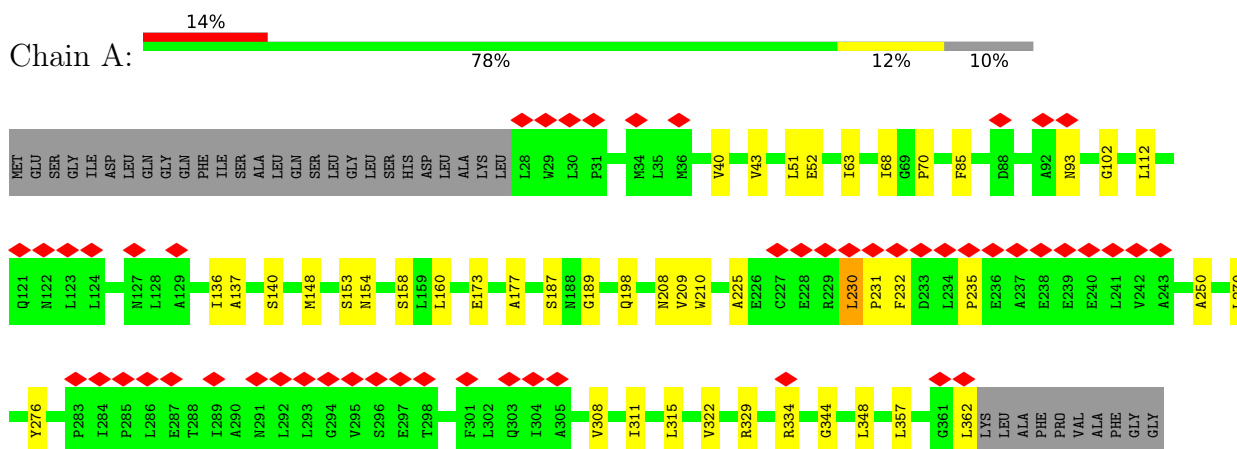 14%
Chain A:
78% 12% 10%
MET GLU SER GLY ILE ASP LEU GLN GLY GLN PHE ILE SER ALA LEU GLN SER LEU GLY LEU SER HIS ASP LEU ALA LYS LEU L28 W29 L30 P31 M34 L35 M36 V40 V43 L51 E52 I63 I68 G69 P70 F85 D88 A92 N93 G102 L112
Q121 N122 L123 L124 N127 L128 A129 I136 A137 S140 M148 S153 N154 S158 L159 L160 E173 A177 S187 N188 G189 Q198 N208 V209 W210 A225 E226 C227 E228 R229 L230 P231 F232 D233 L234 P235 E236 A237 E238 E239 E240 L241 V242 A243 A250
Y276 P283 I284 P285 L286 E287 T288 I289 A290 N291 L292 L293 G294 V295 S296 E297 T298 F301 L302 Q303 I304 A305 V308 I311 L315 V322 R329 R334 G344 L348 L357 G361 L362 LYS LEU ALA PHE PRO VAL ALA PHE GLY GLY